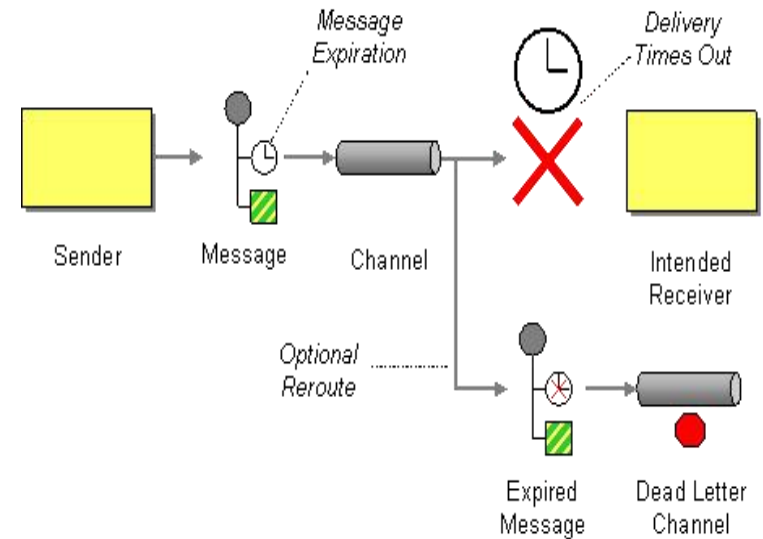 Message
Expiration
Delivery
Times Out
Sender
Message
Channel
Intended
Receiver
Optional
Reroute
Expired
Message
Dead Letter
Channel